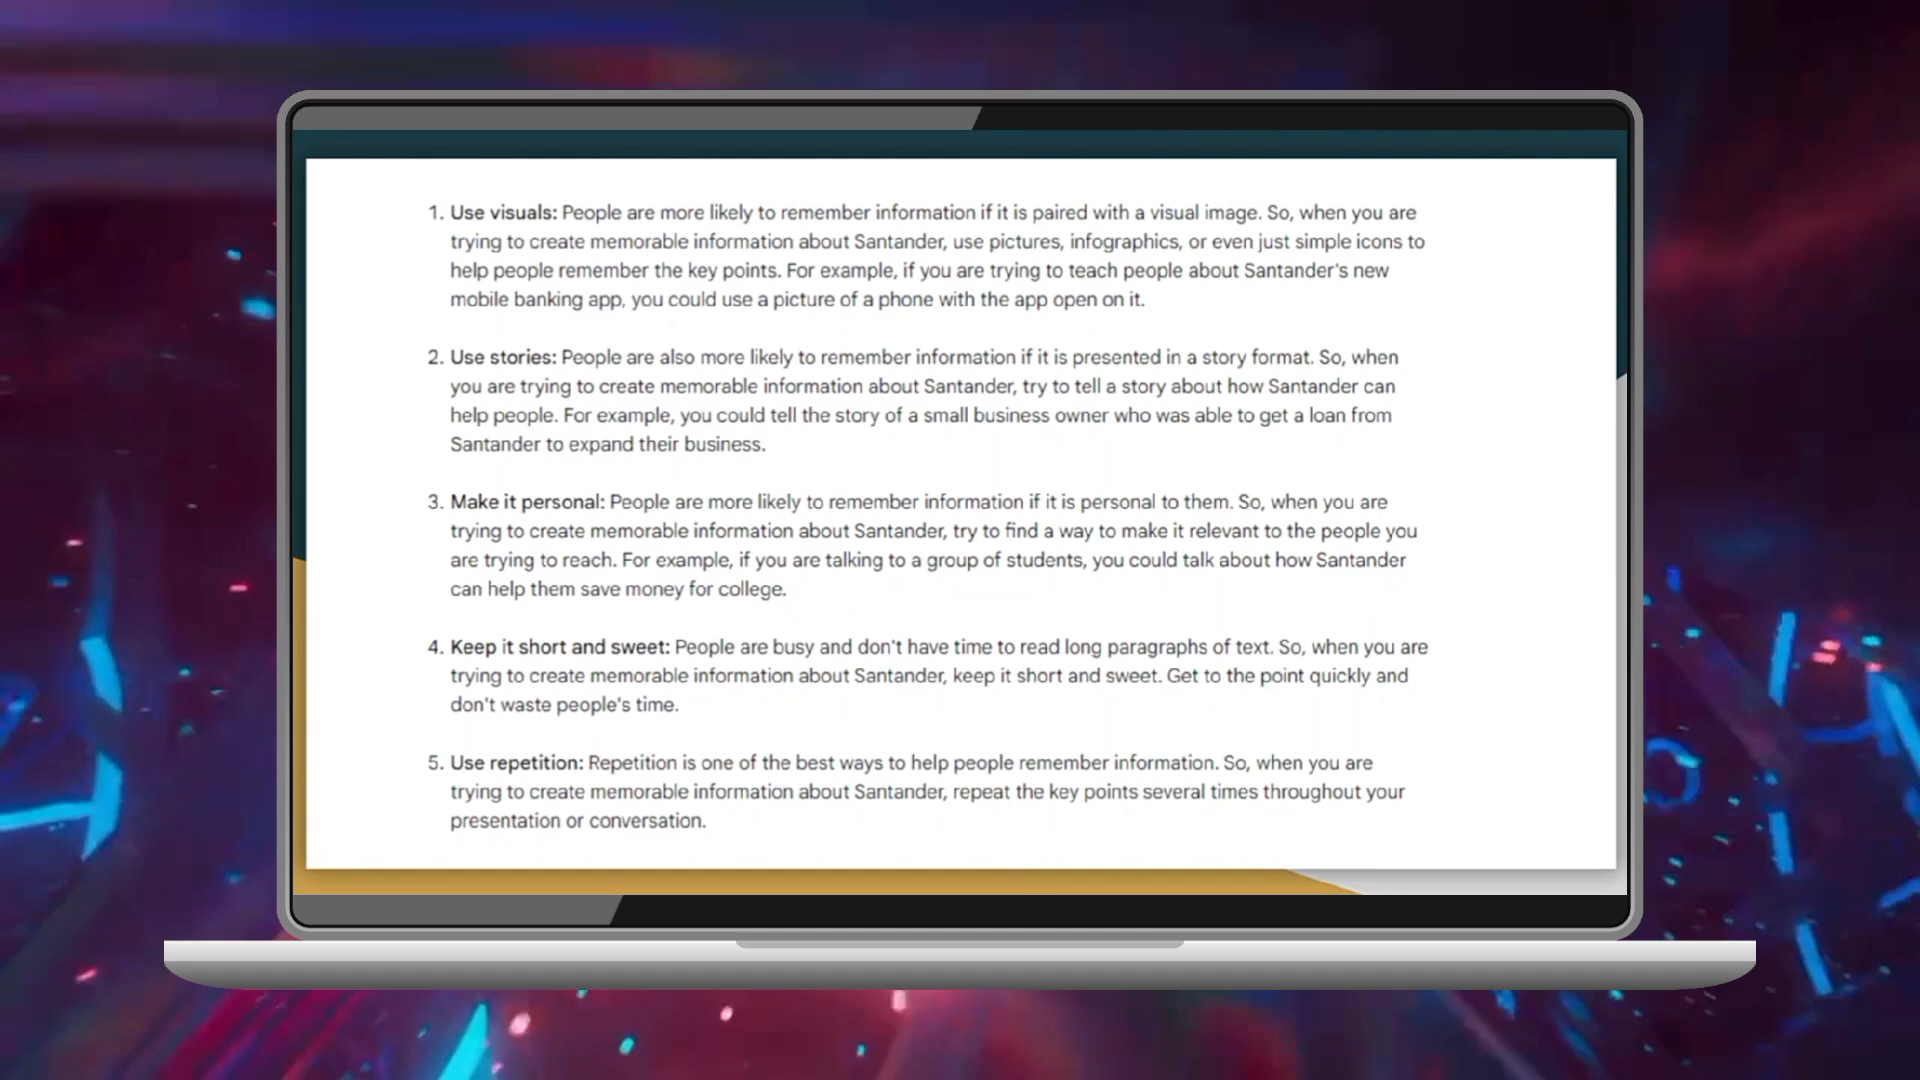 1. Use visuals: People are more likely to remember information if it is paired with a visual image. So, when you are
trying to create memorable information about Santander, use pictures, infographics, or even just simple icons to
help people remember the key points. For example, if you are trying to teach people about Santander's new
mobile banking app, you could use a picture of a phone with the app open on it.
2. Use stories: People are also more likely to remember information if it is presented in a story format. So, when
you are trying to create memorable information about Santander, try to tell a story about how Santander can
help people. For example, you could tell the story of a small business owner who was able to get a loan from
Santander to expand their business.
3. Make it personal: People are more likely to remember information if it is personal to them. So, when you are
trying to create memorable information about Santander, try to find a way to make it relevant to the people you
are trying to reach. For example, if you are talking to a group of students, you could talk about how Santander
can help them save money for college.
4. Keep it short and sweet: People are busy and don't have time to read long paragraphs of text. So, when you are
trying to create memorable information about Santander, keep it short and sweet. Get to the point quickly and
don't waste people's time.
5. Use repetition: Repetition is one of the best ways to help people remember information. So, when you are
trying to create memorable information about Santander, repeat the key points several times throughout your
presentation or conversation.